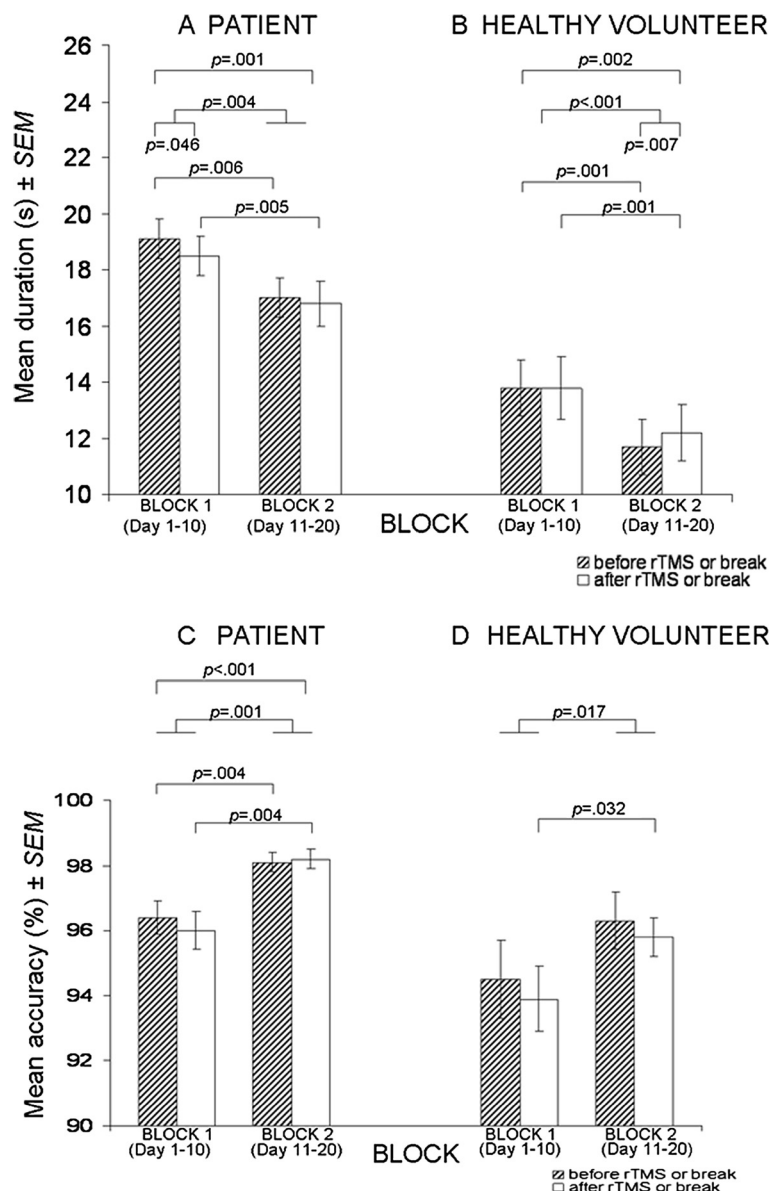 A PATIENT
B HEALTHY VOLUNTEER
Mean duration (s) ± SEM
26
24
22
20
18
16
14
12
10
p=.001
p=.004
p=.046
p=.006
p=.005
p=.002
p<.001
p=.007
p=.001
p=.001
BLOCK 1
(Day 1-10)
BLOCK 2
(Day 11-20)
BLOCK
BLOCK 1
(Day 1-10)
BLOCK 2
(Day 11-20)
before rTMS or break
after rTMS or break
C PATIENT
D HEALTHY VOLUNTEER
Mean accuracy (%) ± SEM
100
98
96
94
92
90
p<.001
p=.001
p=.004
p=.004
p=.017
p=.032
BLOCK 1
(Day 1-10)
BLOCK 2
(Day 11-20)
BLOCK
BLOCK 1
(Day 1-10)
BLOCK 2
(Day 11-20)
before rTMS or break
after rTMS or break